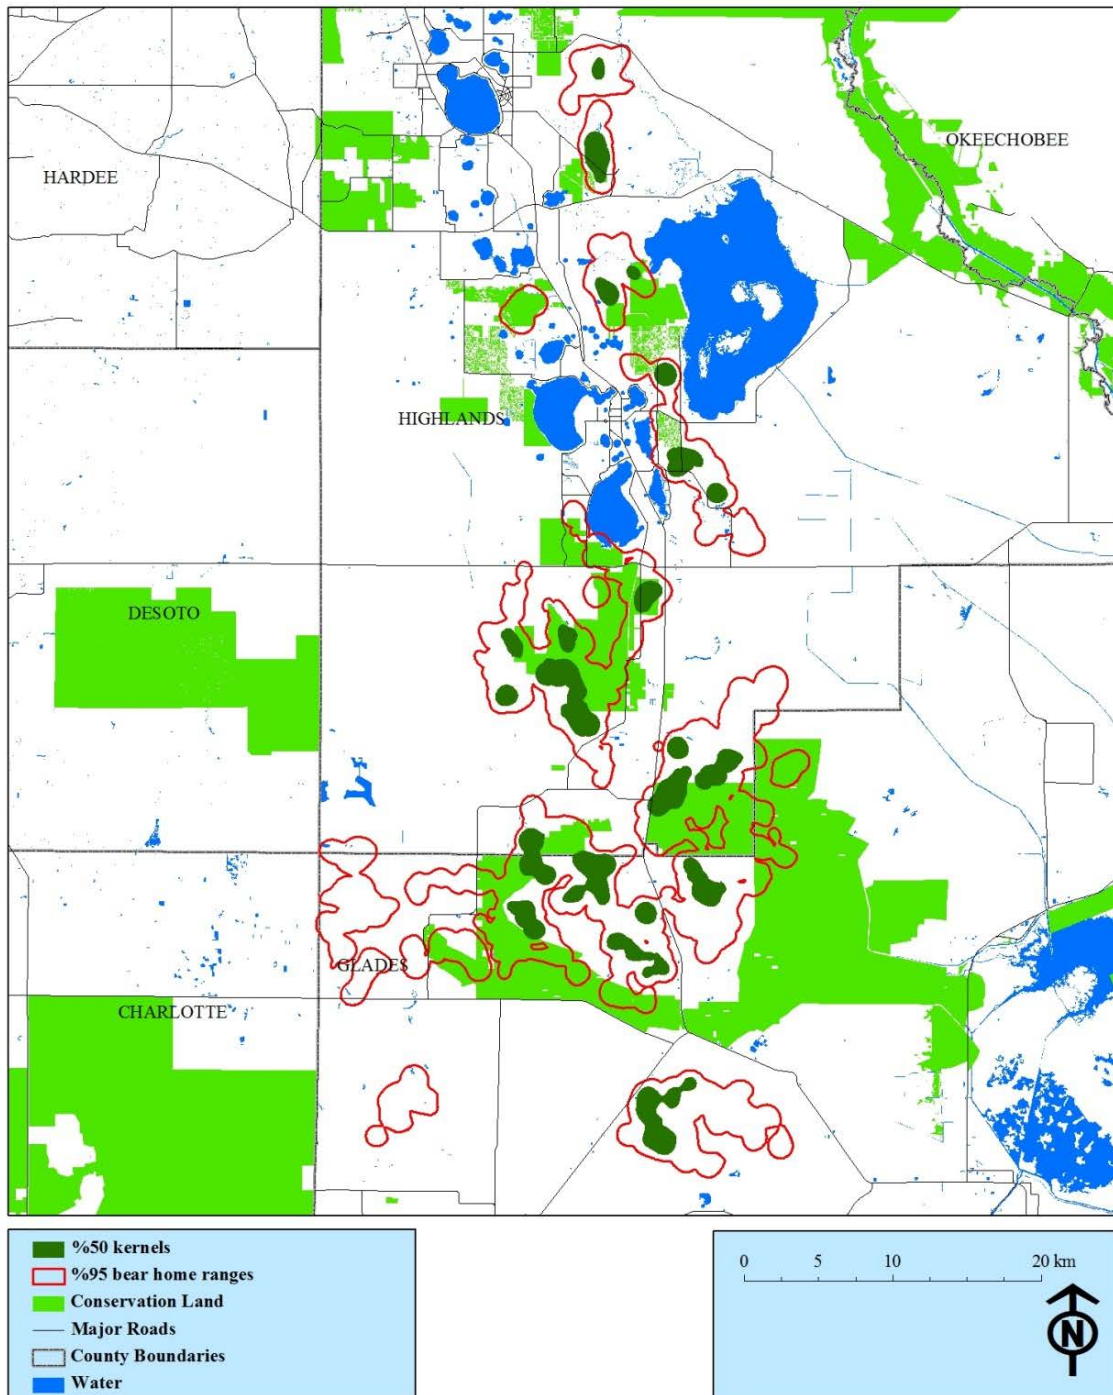 OKEECHOBEE
HARDEE
HIGHLANDS
DESOTO
GLADES
CHARLOTTE
%50 kernels
%95 bear home ranges
Conservation Land
Major Roads
County Boundaries
Water
0 5 10 20 km
N